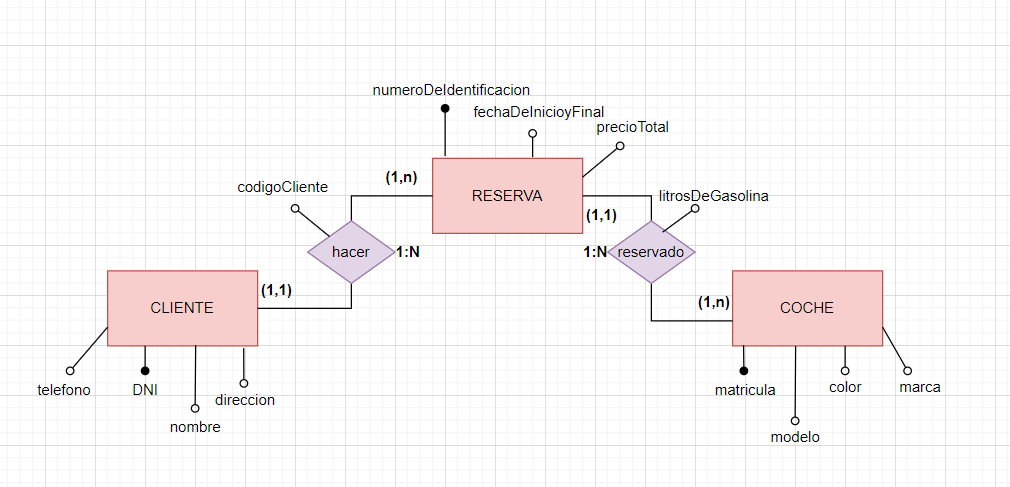 numeroDeIdentificacion
fechaDeInicioyFinal
precioTotal
(1,n)
codigoCliente
RESERVA
litrosDeGasolina
(1,1)
hacer
1:N
1:N
reservado
(1,1)
CLIENTE
(1,n)
COCHE
telefono
DNI
direccion
nombre
matricula
color
marca
modelo